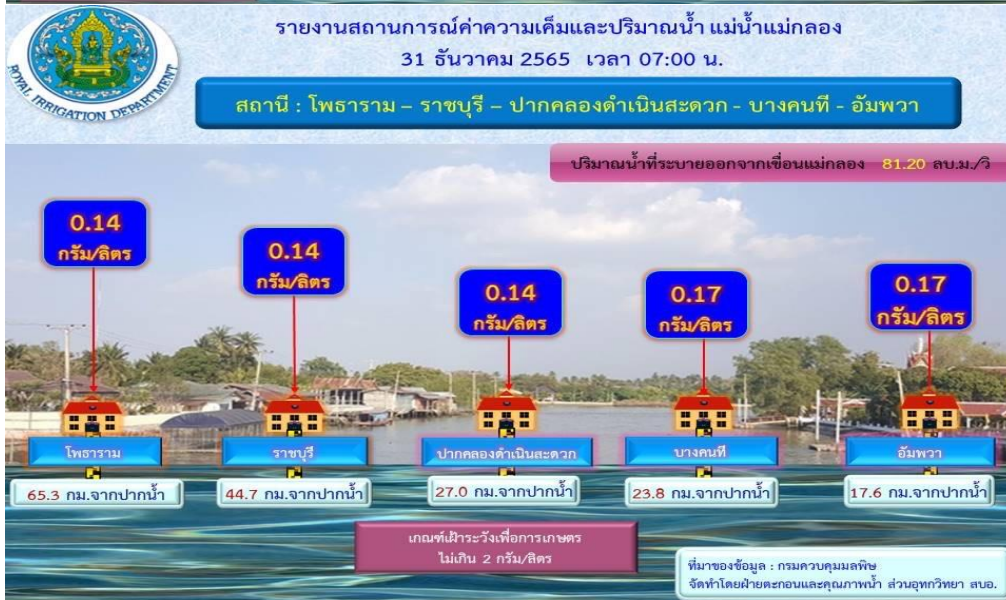 รายงานสถานการณ์ค่าความเค็มและปริมาณน้ำ แม่น้ำแม่กลอง
31 ธันวาคม 2565 เวลา 07:00 น.
ROYAL IRRIGATION DEPARTMENT
สถานี : โพธาราม – ราชบุรี – ปากคลองดำเนินสะดวก - บางคนที - อัมพวา
ปริมาณน้ำที่ระบายออกจากเขื่อนแม่กลอง 81.20 ลบ.ม./วิ
0.14
กรัม/ลิตร
0.14
กรัม/ลิตร
0.14
กรัม/ลิตร
0.17
กรัม/ลิตร
0.17
กรัม/ลิตร
โพธาราม
ราชบุรี
ปากคลองดำเนินสะดวก
บางคนที
อัมพวา
65.3 กม.จากปากน้ำ
44.7 กม.จากปากน้ำ
27.0 กม.จากปากน้ำ
23.8 กม.จากปากน้ำ
17.6 กม.จากปากน้ำ
เกณฑ์เฝ้าระวังเพื่อการเกษตร
ไม่เกิน 2 กรัม/ลิตร
ที่มาของข้อมูล : กรมควบคุมมลพิษ
จัดทำโดยฝ่ายตะกอนและคุณภาพน้ำ ส่วนอุทกวิทยา สบอ.